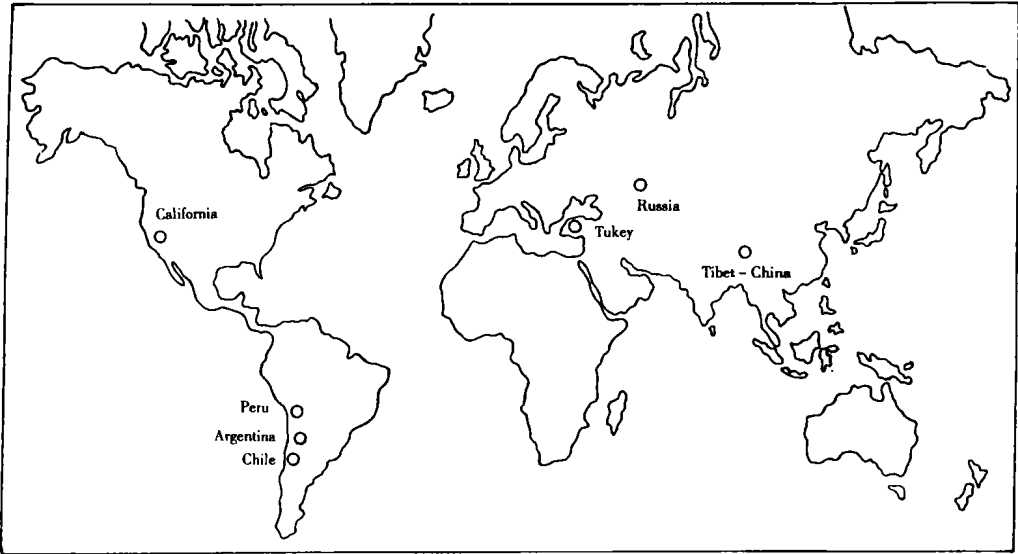 California
Russia
Tukey
Tibet – China
Peru
Argentina
Chile